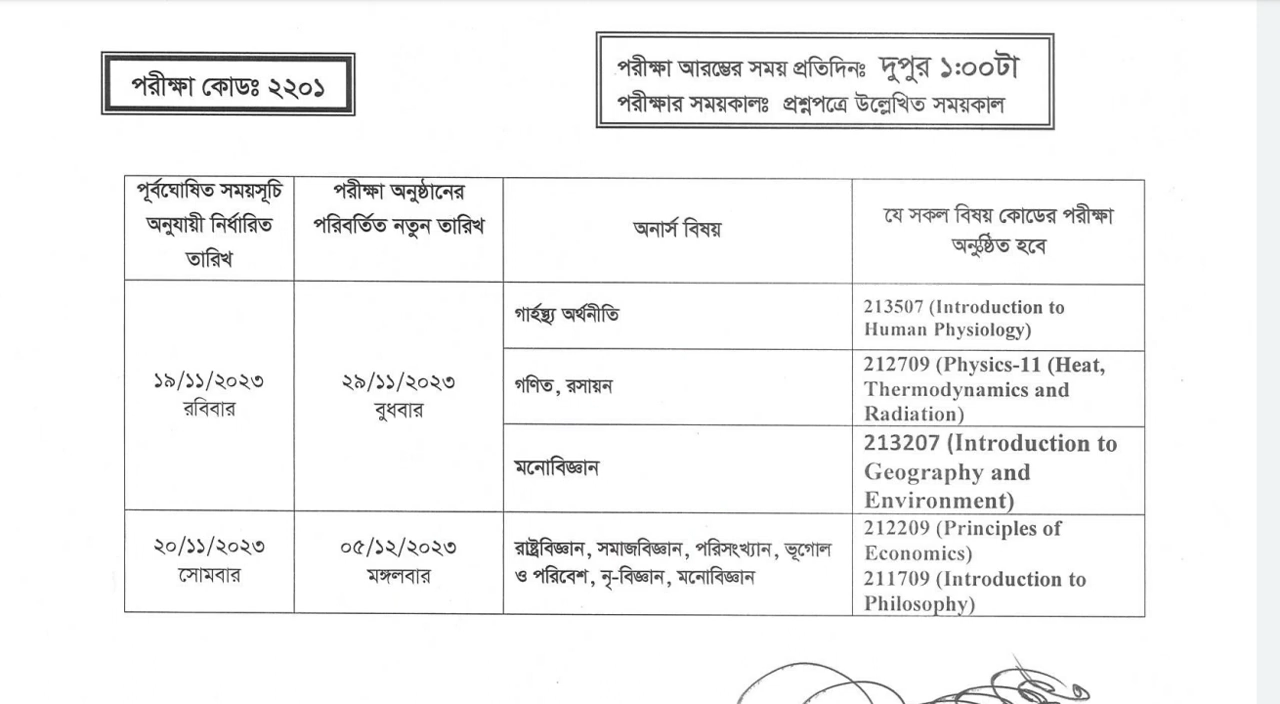 পরীক্ষা কোডঃ ২২০১
পরীক্ষা আরম্ভের সময় প্রতিদিনঃ দুপুর ১:০০টা
পরীক্ষার সময়কালঃ প্রশ্নপত্রে উল্লেখিত সময়কাল
পূর্বঘোষিত সময়সূচি
অনুযায়ী নির্ধারিত
তারিখ
পরীক্ষা অনুষ্ঠানের
পরিবর্তিত নতুন তারিখ
অনার্স বিষয়
যে সকল বিষয় কোডের পরীক্ষা
অনুষ্ঠিত হবে
১৯/১১/২০২৩
রবিবার
২৯/১১/২০২৩
বুধবার
গার্হস্থ্য অর্থনীতি
213507 (Introduction to
Human Physiology)
গণিত, রসায়ন
212709 (Physics-11 (Heat,
Thermodynamics and
Radiation)
মনোবিজ্ঞান
213207 (Introduction to
Geography and
Environment)
২০/১১/২০২৩
সোমবার
০৫/১২/২০২৩
মঙ্গলবার
রাষ্ট্রবিজ্ঞান, সমাজবিজ্ঞান, পরিসংখ্যান, ভূগোল
ও পরিবেশ, নৃ-বিজ্ঞান, মনোবিজ্ঞান
212209 (Principles of
Economics)
211709 (Introduction to
Philosophy)